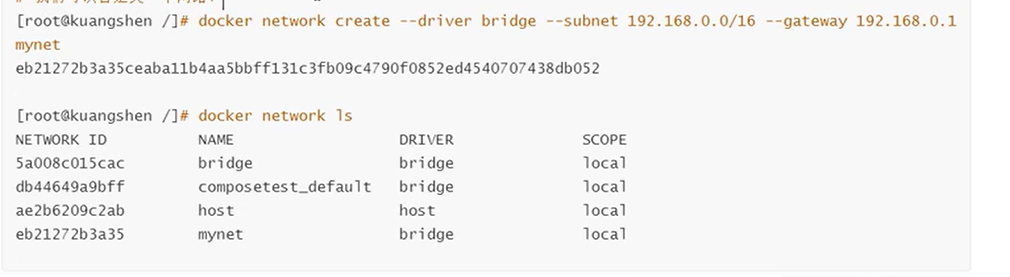 [root@kuangshen /]# docker network create --driver bridge --subnet 192.168.0.0/16 --gateway 192.168.0.1
mynet
eb21272b3a35ceaba11b4aa5bbff131c3fb09c4790f0852ed4540707438db052
[root@kuangshen /]# docker network ls
NETWORK ID NAME DRIVER SCOPE
5a008c015cac bridge bridge local
db44649a9bff composetest_default bridge local
ae2b6209c2ab host host local
eb21272b3a35 mynet bridge local